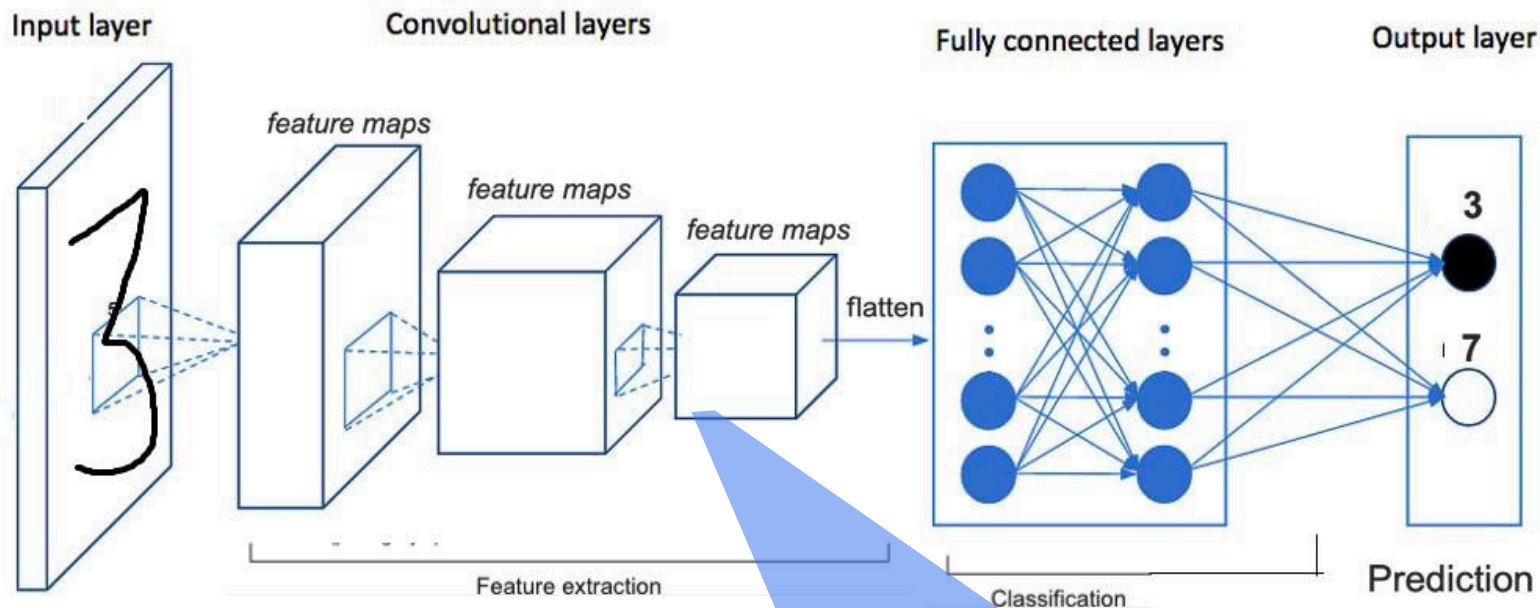 Input layer
Convolutional layers
Fully connected layers
Output layer
feature maps
feature maps
feature maps
flatten
3
7
3
5
Feature extraction
Classification
Prediction